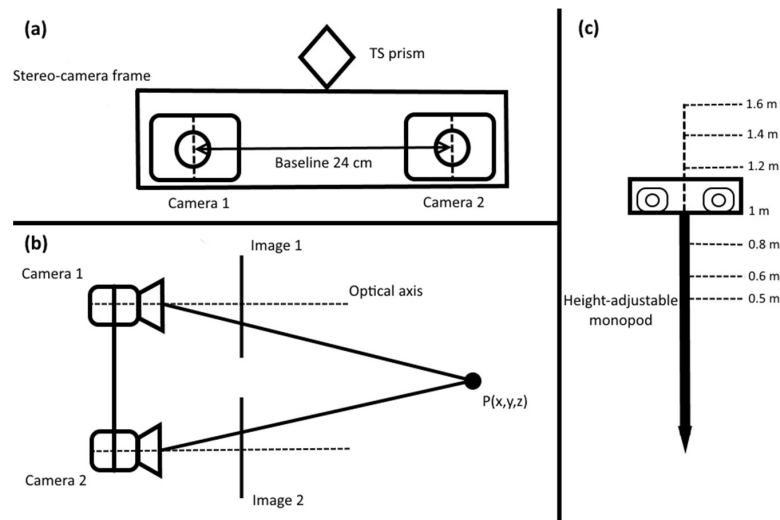 (a)
TS prism
Stereo-camera frame
Baseline 24 cm
Camera 1
Camera 2
(b)
Image 1
Camera 1
Optical axis
P(x,y,z)
Camera 2
Image 2
(c)
1.6 m
1.4 m
1.2 m
1 m
0.8 m
0.6 m
0.5 m
Height-adjustable
monopod